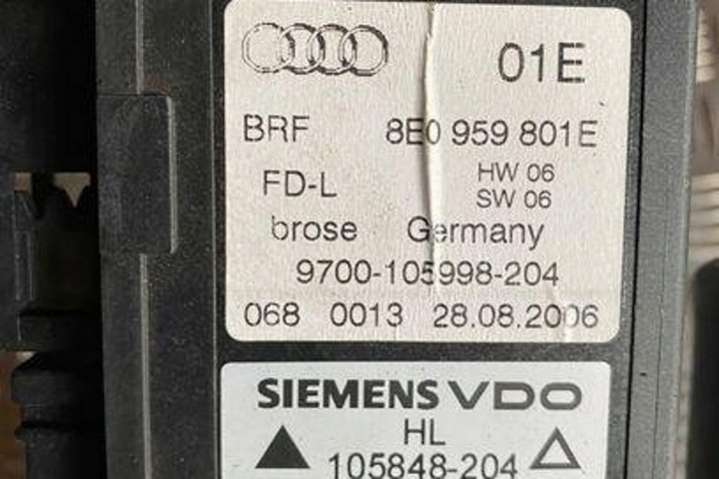 01E
BRF 8E0 959 801E
FD-L HW 06
SW 06
brose Germany
9700-105998-204
068 0013 28.08.2006
SIEMENS VDO
HL
105848-204